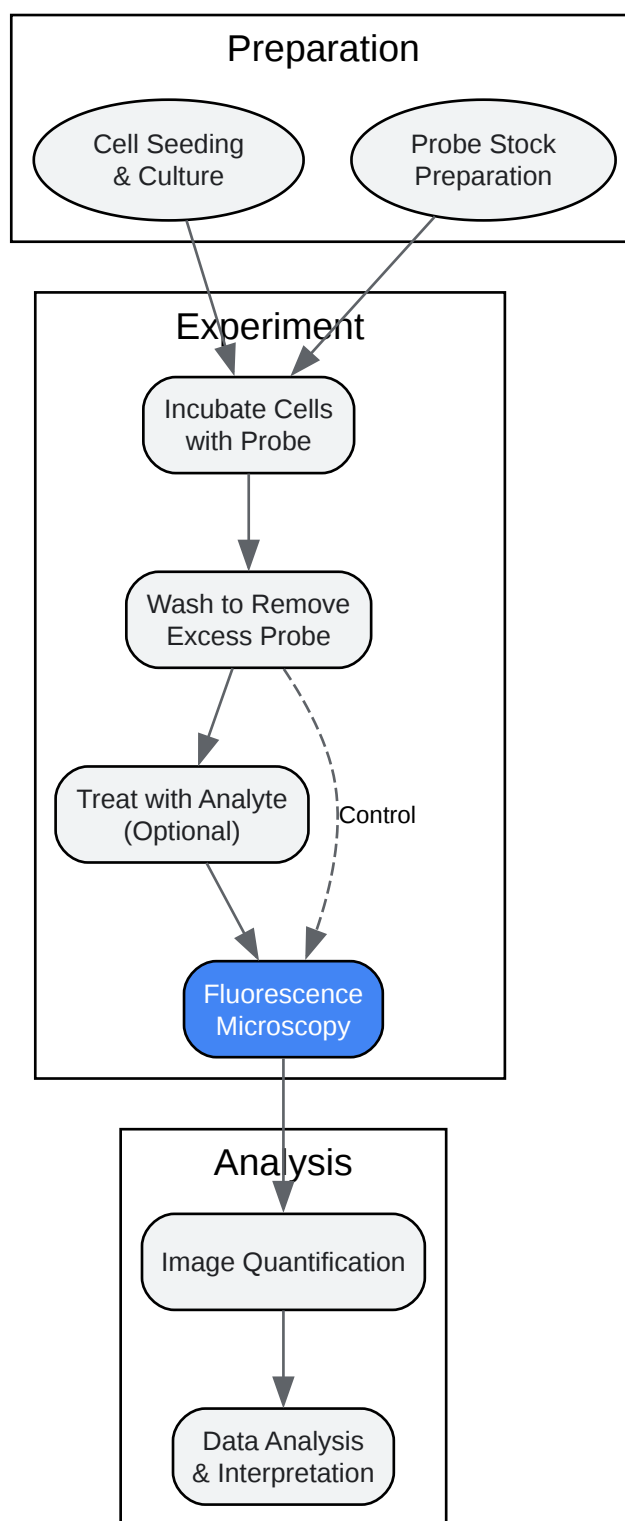 Preparation
Cell Seeding
& Culture
Probe Stock
Preparation
Experiment
Incubate Cells
with Probe
Wash to Remove
Excess Probe
Treat with Analyte
(Optional)
Control
Fluorescence
Microscopy
Analysis
Image Quantification
Data Analysis
& Interpretation